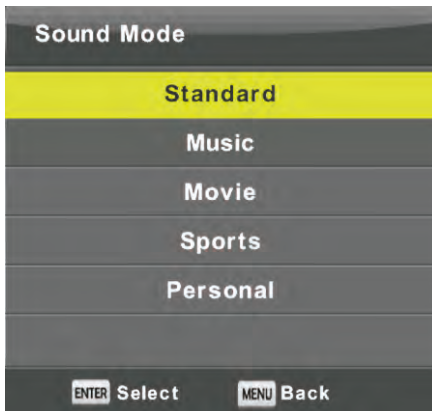 Sound Mode
Standard
Music
Movie
Sports
Personal
ENTER Select MENU Back